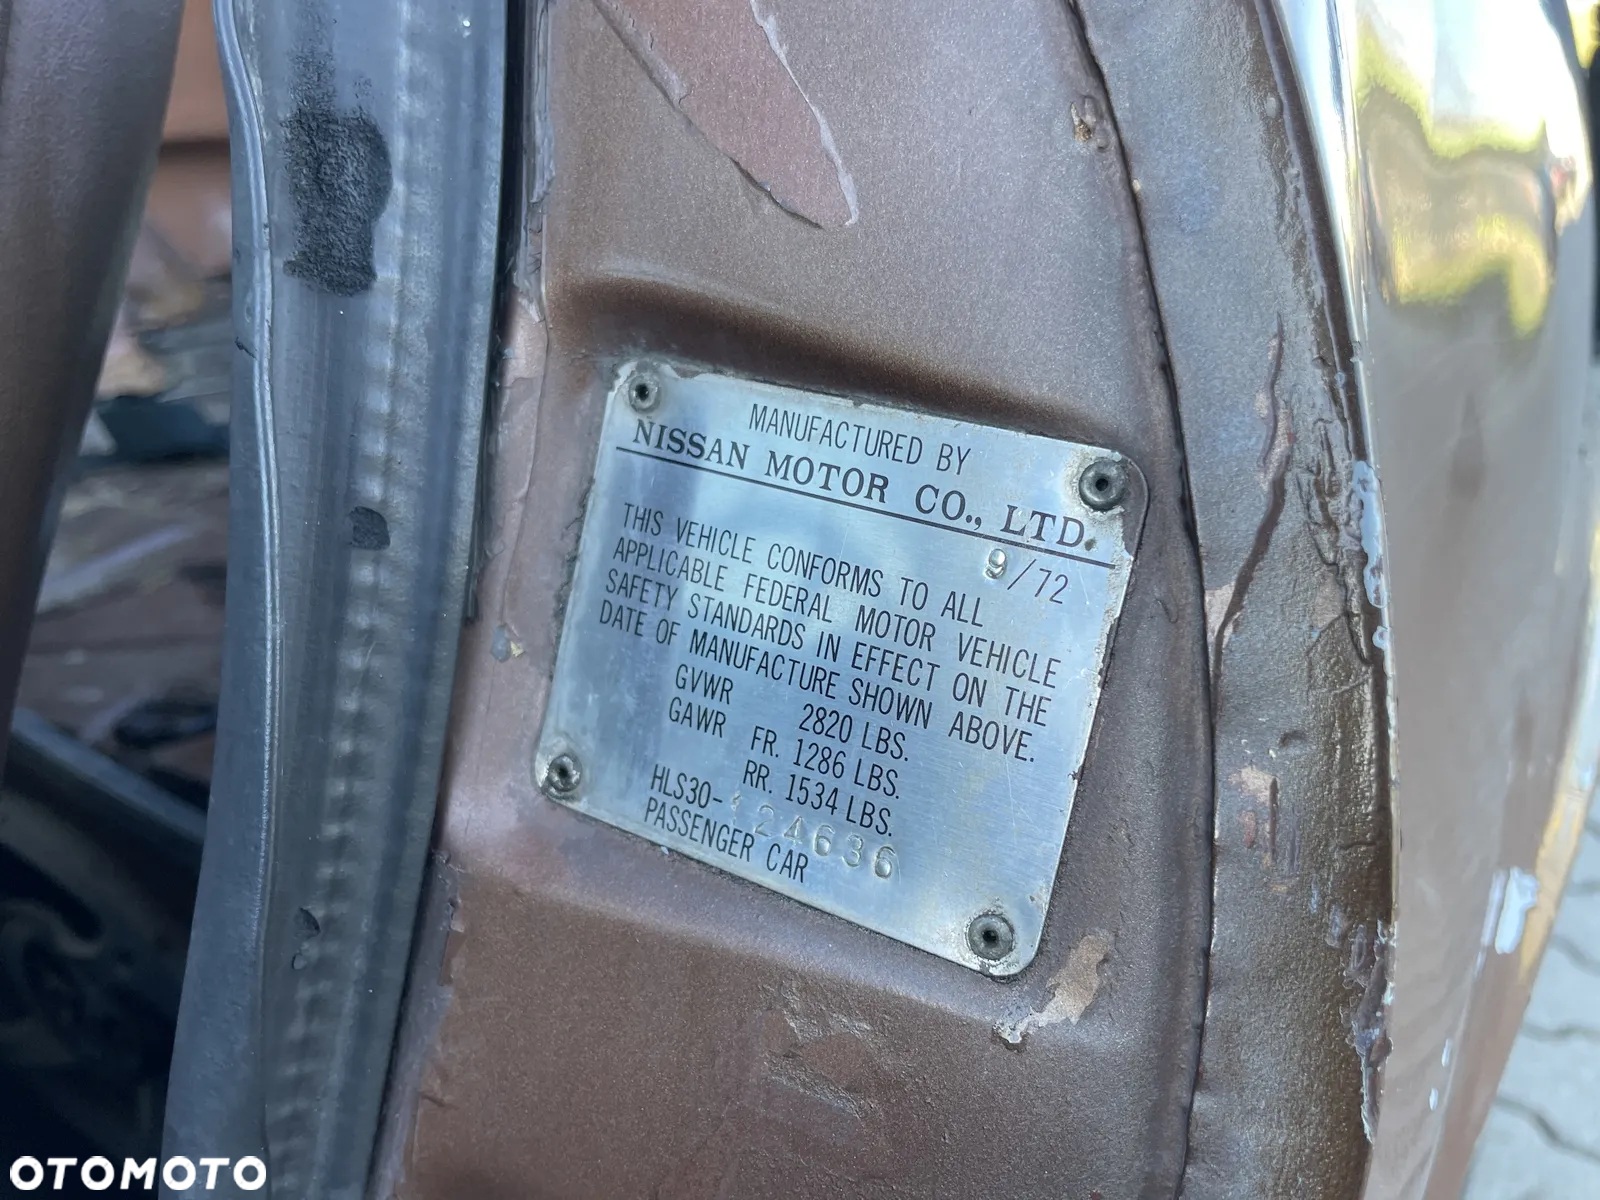 MANUFACTURED BY
NISSAN MOTOR CO., LTD.
9/72
THIS VEHICLE CONFORMS TO ALL
APPLICABLE FEDERAL MOTOR VEHICLE
SAFETY STANDARDS IN EFFECT ON THE
DATE OF MANUFACTURE SHOWN ABOVE.
GVWR 2820 LBS.
GAWR FR. 1286 LBS.
RR. 1534 LBS.
HLS30-124636
PASSENGER CAR
OTOMOTO